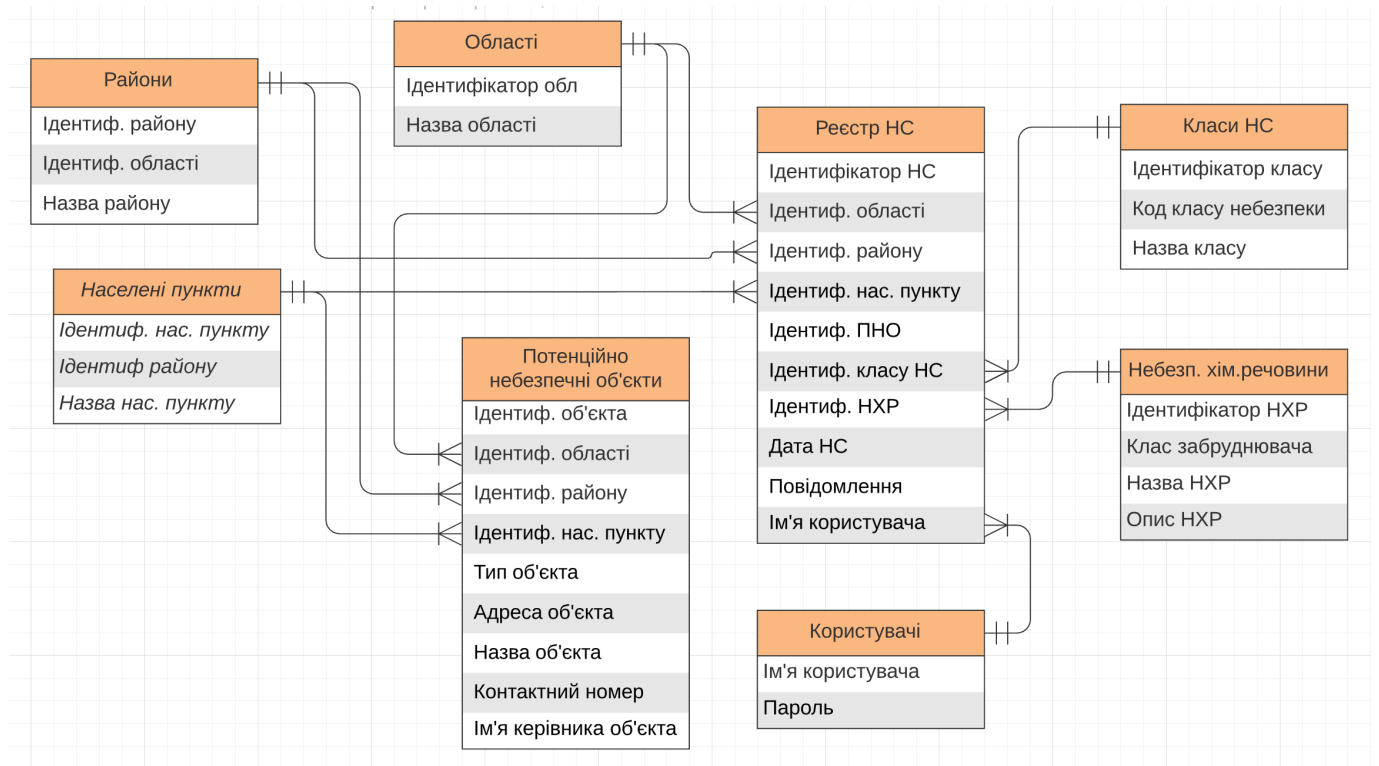 Області
Ідентифікатор обл
Назва області
Райони
Ідентиф. району
Ідентиф. області
Назва району
Населені пункти
Ідентиф. нас. пункту
Ідентиф району
Назва нас. пункту
Потенційно
небезпечні об'єкти
Ідентиф. об'єкта
Ідентиф. області
Ідентиф. району
Ідентиф. нас. пункту
Тип об'єкта
Адреса об'єкта
Назва об'єкта
Контактний номер
Ім'я керівника об'єкта
Реєстр НС
Ідентифікатор НС
Ідентиф. області
Ідентиф. району
Ідентиф. нас. пункту
Ідентиф. ПНО
Ідентиф. класу НС
Ідентиф. НХР
Дата НС
Повідомлення
Ім'я користувача
Класи НС
Ідентифікатор класу
Код класу небезпеки
Назва класу
Небезп. хім.речовини
Ідентифікатор НХР
Клас забруднювача
Назва НХР
Опис НХР
Користувачі
Ім'я користувача
Пароль